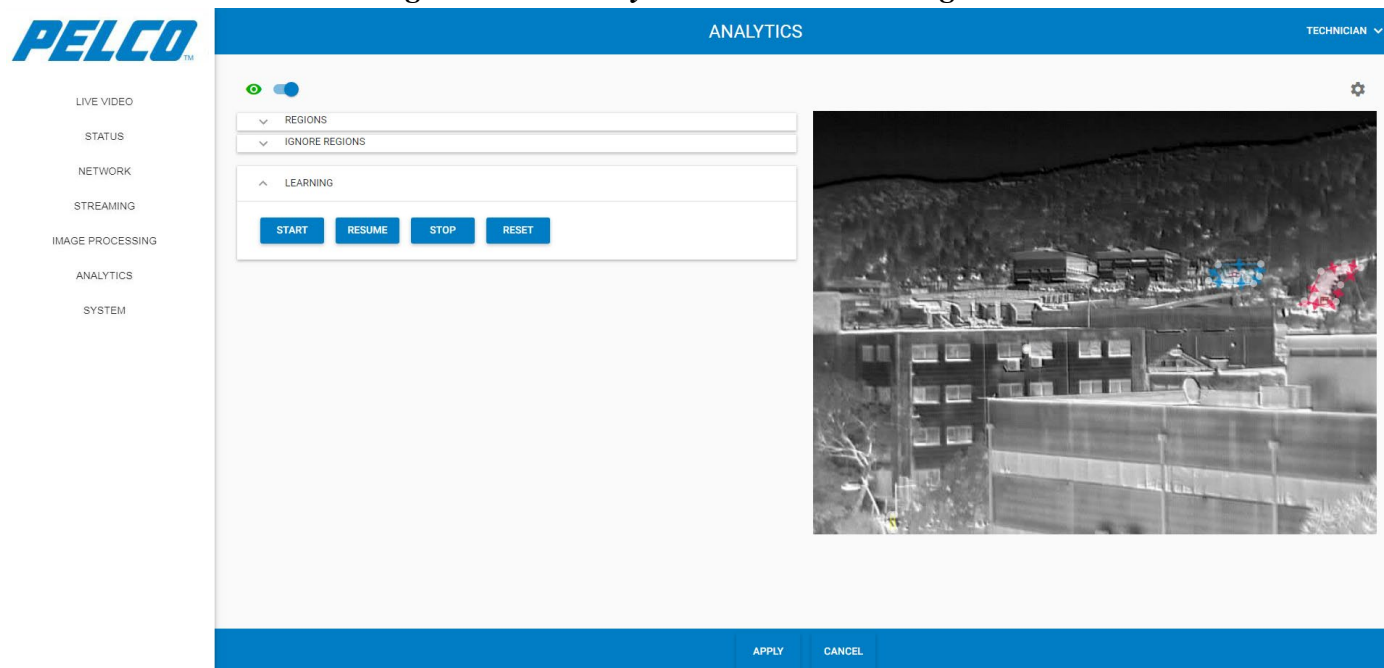 PELCO TM
ANALYTICS
TECHNICIAN
LIVE VIDEO
STATUS
NETWORK
STREAMING
IMAGE PROCESSING
ANALYTICS
SYSTEM
REGIONS
IGNORE REGIONS
LEARNING
START RESUME STOP RESET
APPLY CANCEL